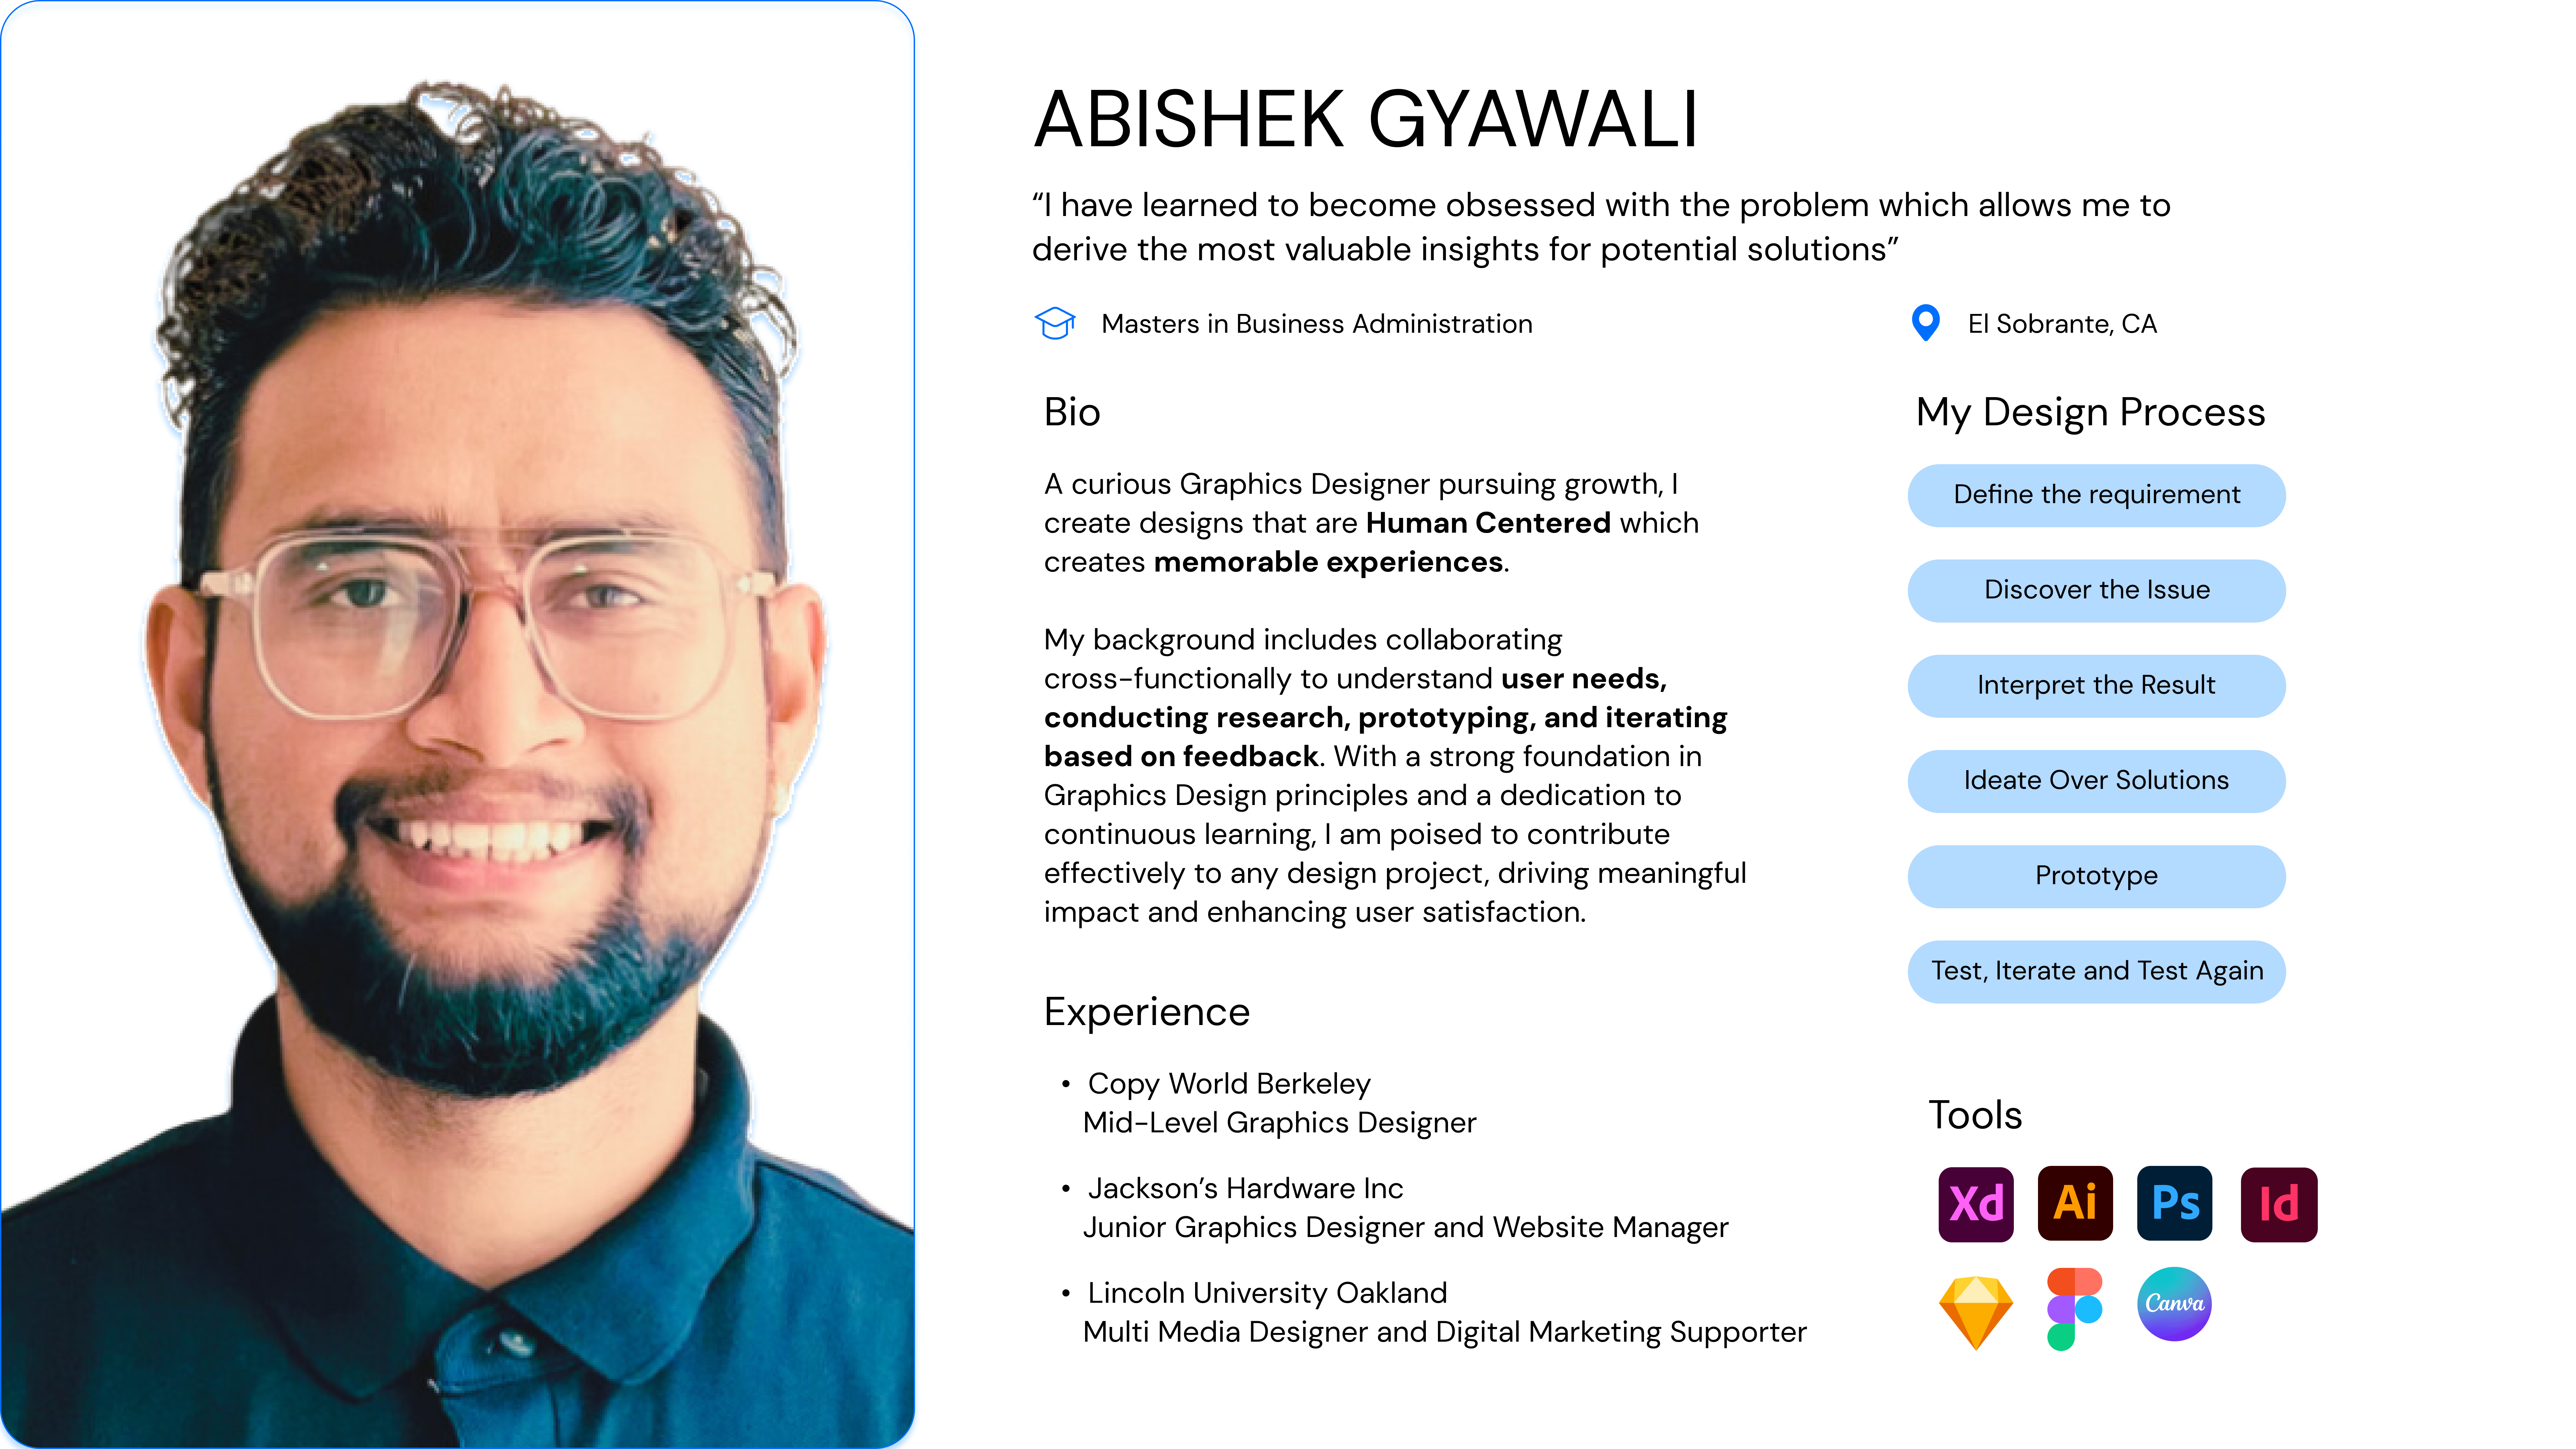 ABISHEK GYAWALI
“I have learned to become obsessed with the problem which allows me to
derive the most valuable insights for potential solutions”
Masters in Business Administration
El Sobrante, CA
Bio
A curious Graphics Designer pursuing growth, I
create designs that are Human Centered which
creates memorable experiences.
My background includes collaborating
cross-functionally to understand user needs,
conducting research, prototyping, and iterating
based on feedback. With a strong foundation in
Graphics Design principles and a dedication to
continuous learning, I am poised to contribute
effectively to any design project, driving meaningful
impact and enhancing user satisfaction.
Experience
• Copy World Berkeley
Mid-Level Graphics Designer
• Jackson’s Hardware Inc
Junior Graphics Designer and Website Manager
• Lincoln University Oakland
Multi Media Designer and Digital Marketing Supporter
My Design Process
Define the requirement
Discover the Issue
Interpret the Result
Ideate Over Solutions
Prototype
Test, Iterate and Test Again
Tools
Xd Ai Ps Id
Canva